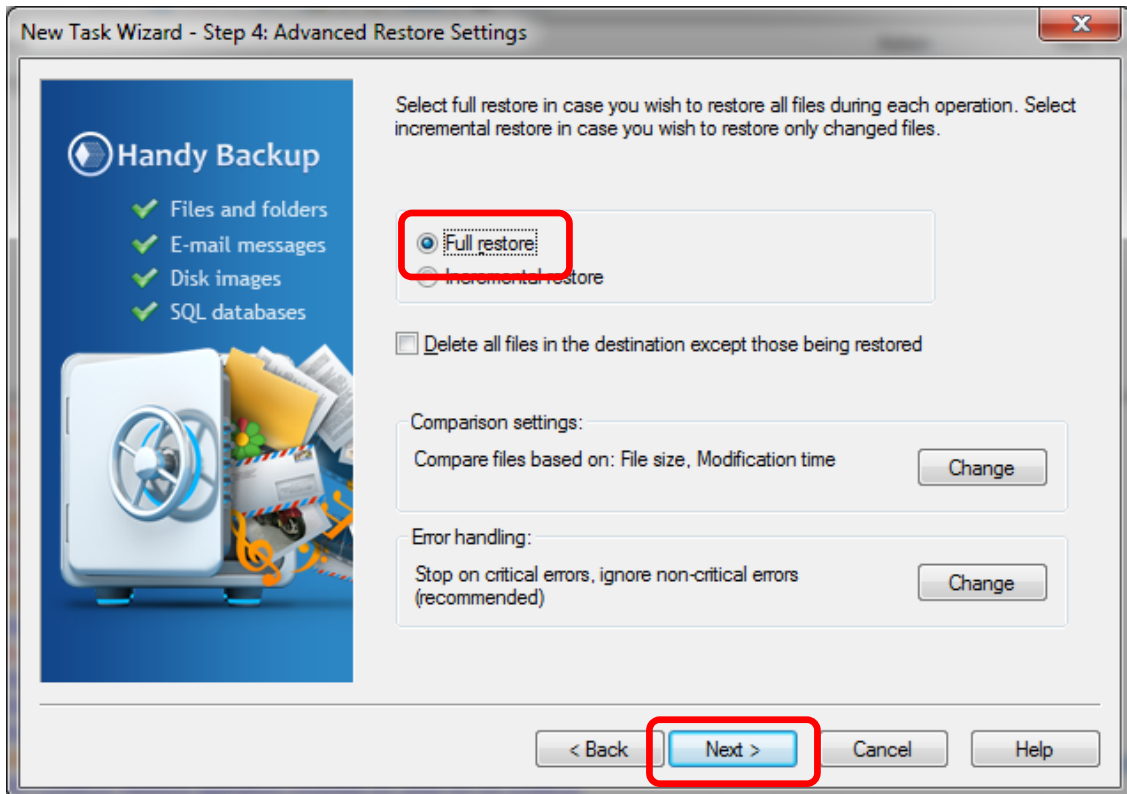 New Task Wizard - Step 4: Advanced Restore Settings
X
Handy Backup
Files and folders
E-mail messages
Disk images
SQL databases
Select full restore in case you wish to restore all files during each operation. Select
incremental restore in case you wish to restore only changed files.
Full restore
Incremental restore
Delete all files in the destination except those being restored
Comparison settings:
Compare files based on: File size, Modification time
Change
Error handling:
Stop on critical errors, ignore non-critical errors
(recommended)
Change
< Back
Next >
Cancel
Help